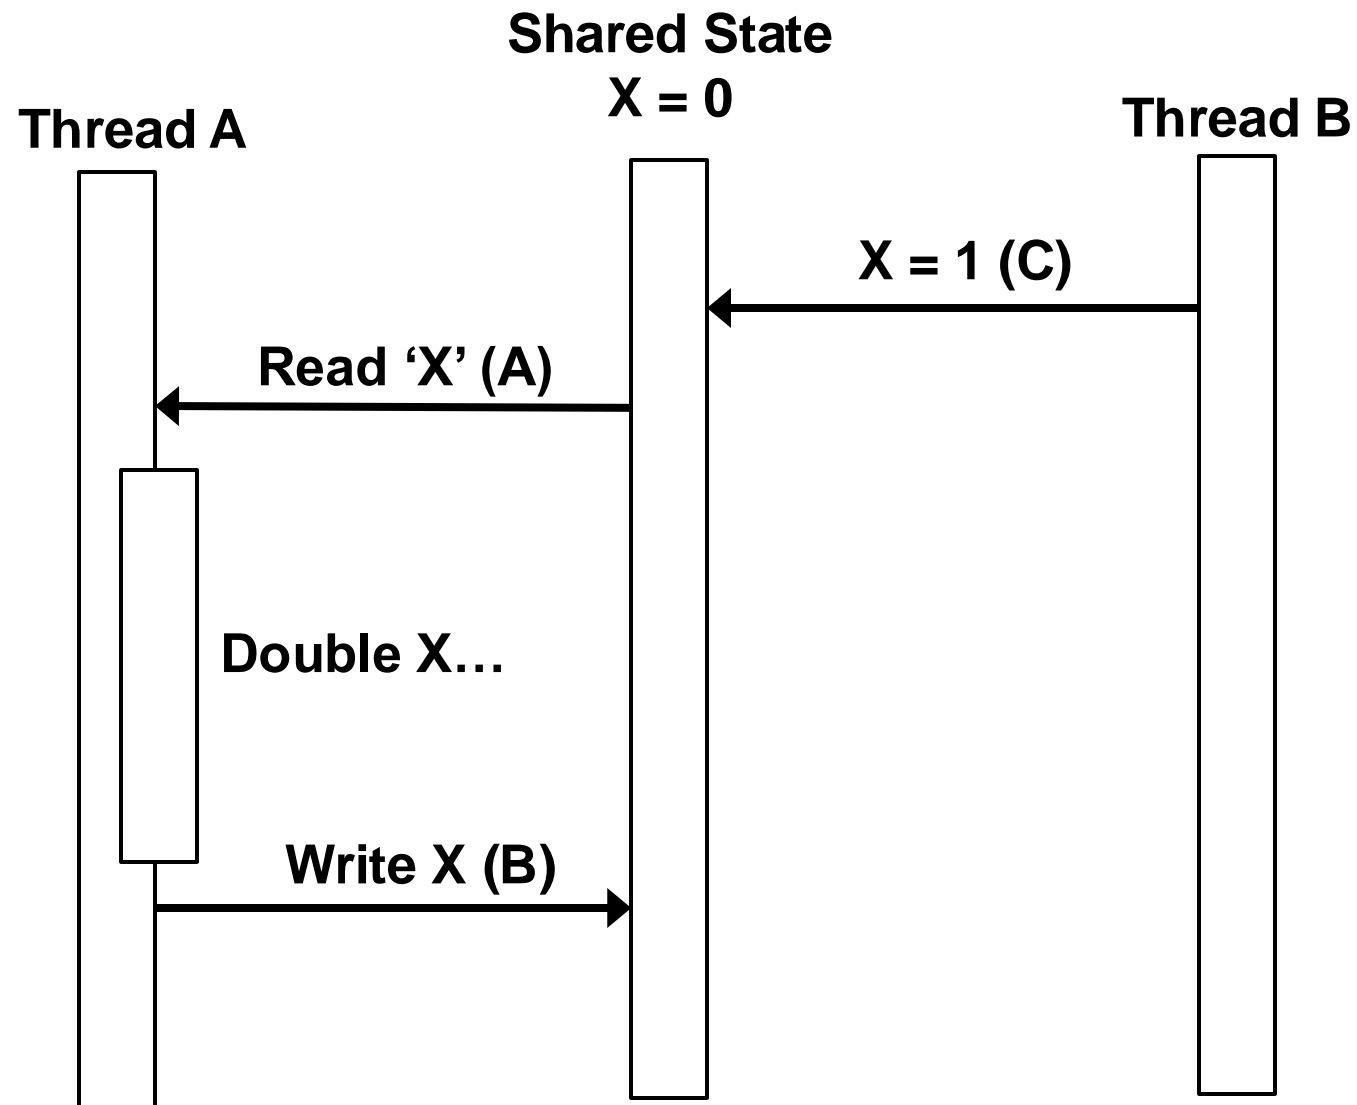 Shared State
X = 0
Thread A
Thread B
X = 1 (C)
Read ‘X’ (A)
Double X…
Write X (B)